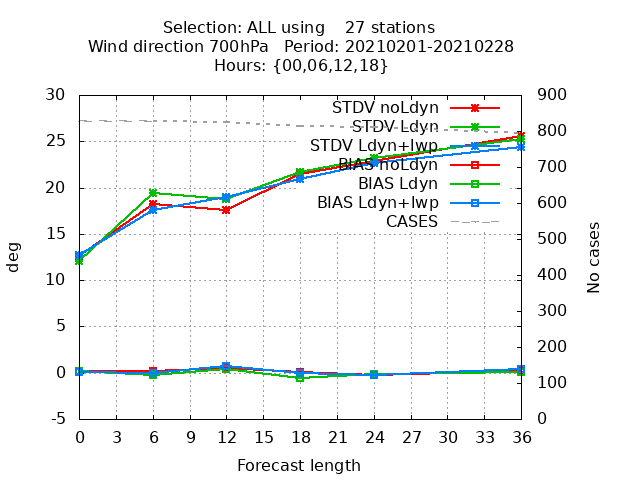 Selection: ALL using    27 stations
Wind direction 700hPa   Period: 20210201-20210228
Hours: {00,06,12,18}
30
25
20
15
10
5
0
-5
deg
900
800
700
600
500
400
300
200
100
0
No cases
STDV noLdyn
STDV Ldyn
STDV Ldyn+lwp
BIAS noLdyn
BIAS Ldyn
BIAS Ldyn+lwp
CASES
0 3 6 9 12 15 18 21 24 27 30 33 36
Forecast length